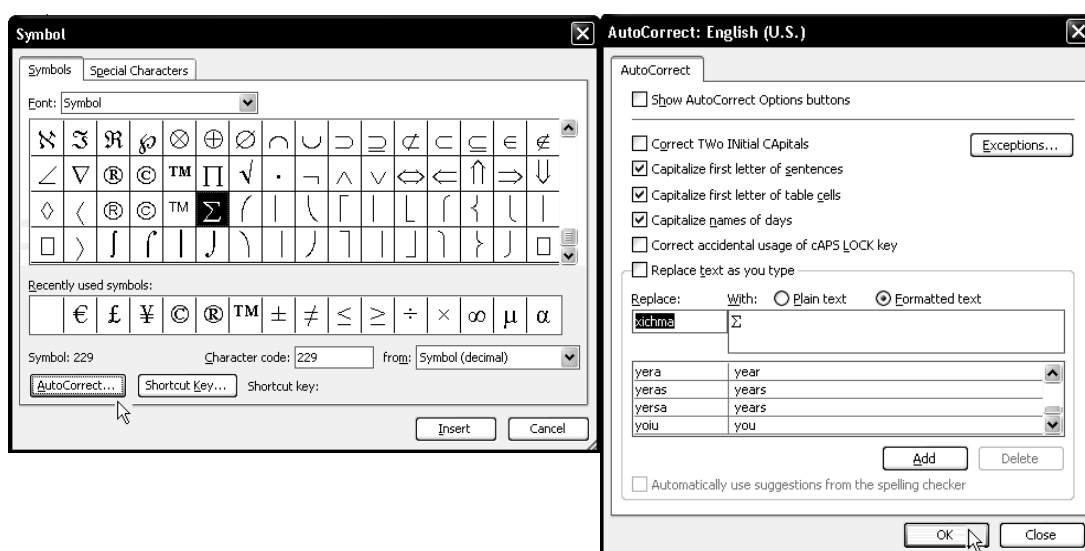 Symbol
Symbols
Special Characters
Font: Symbol
ℵ ℑ ℜ ℘ ⊗ ⊕ ∅ ∩ ∪ ⊃ ⊇ ⊄ ⊂ ⊆ ∈ ∉
∠ ∇ ® © ™ ∏ √ · ¬ ∧ ∨ ⇔ ⇐ ⇑ ⇒ ⇓
◊ 〈 ® © ™ Σ ⎛ ⎜ ⎝ ⎡ ⎢ ⎣ ⎧ ⎨ ⎩ ⎪
□ 〉 ∫ ⌠ ⎮ ⌡ ⎞ ⎟ ⎠ ⎤ ⎥ ⎦ ⎫ ⎬ ⎭ □
Recently used symbols:
€ £ ¥ © ® ™ ± ≠ ≤ ≥ ÷ × ∞ µ α
Symbol: 229
Character code: 229
from: Symbol (decimal)
AutoCorrect...
Shortcut Key...
Shortcut key:
Insert
Cancel
AutoCorrect: English (U.S.)
AutoCorrect
Show AutoCorrect Options buttons
Correct TWo INitial CApitals
Exceptions...
Capitalize first letter of sentences
Capitalize first letter of table cells
Capitalize names of days
Correct accidental usage of cAPS LOCK key
Replace text as you type
Replace: With: Plain text Formatted text
xichma Σ
yera year
yeras years
yersa years
yoiu you
Add
Delete
Automatically use suggestions from the spelling checker
OK
Close